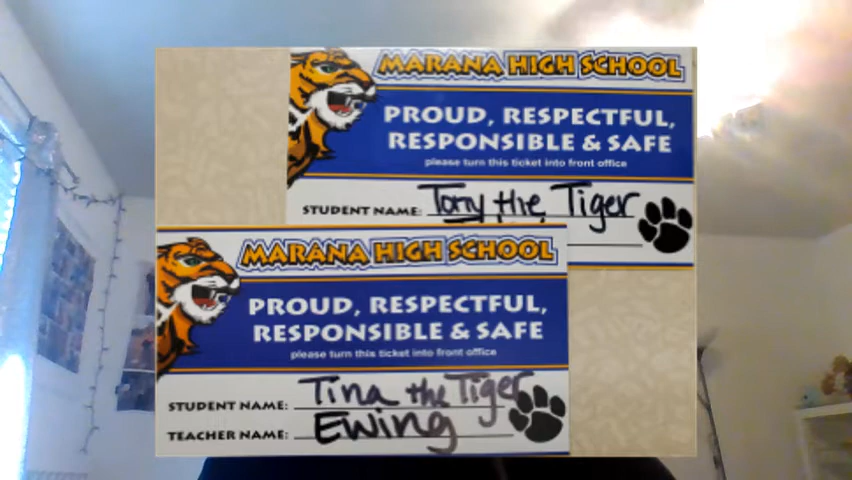 MARANA HIGH SCHOOL
PROUD, RESPECTFUL,
RESPONSIBLE & SAFE
please turn this ticket into front office
STUDENT NAME: Tony the Tiger
MARANA HIGH SCHOOL
PROUD, RESPECTFUL,
RESPONSIBLE & SAFE
please turn this ticket into front office
STUDENT NAME: Tina the Tiger
TEACHER NAME: Ewing